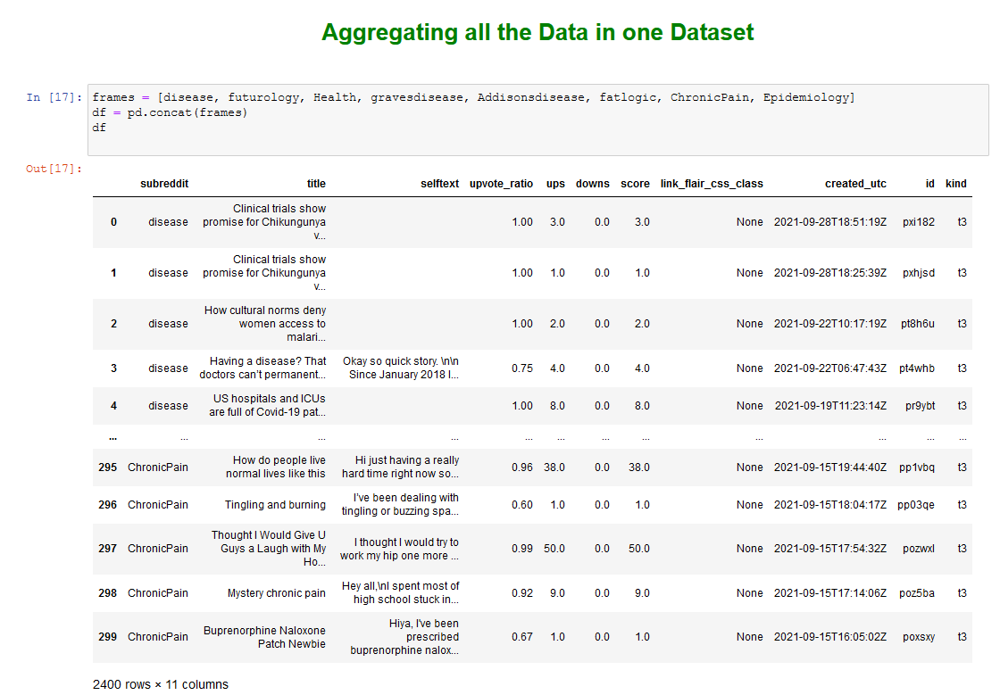 Aggregating all the Data in one Dataset
In [17]: frames = [disease, futurology, Health, gravesdisease, Addisonsdisease, fatlogic, ChronicPain, Epidemiology]
df = pd.concat(frames)
df
Out[17]:
subreddit title selftext upvote_ratio ups downs score link_flair_css_class created_utc id kind
Clinical trials show
0 disease promise for Chikungunya 1.00 3.0 0.0 3.0 None 2021-09-28T18:51:19Z pxi182 t3
v...
Clinical trials show
1 disease promise for Chikungunya 1.00 1.0 0.0 1.0 None 2021-09-28T18:25:39Z pxhjsd t3
v...
How cultural norms deny
2 disease women access to 1.00 2.0 0.0 2.0 None 2021-09-22T10:17:19Z pt8h6u t3
malari...
3 disease Having a disease? That Okay so quick story. \n\n 0.75 4.0 0.0 4.0 None 2021-09-22T06:47:43Z pt4whb t3
doctors can't permanent... Since January 2018 I...
4 disease US hospitals and ICUs 1.00 8.0 0.0 8.0 None 2021-09-19T11:23:14Z pr9ybt t3
are full of Covid-19 pat...
... ... ... ... ... ... ... ... ... ... ... ...
295 ChronicPain How do people live Hi just having a really 0.96 38.0 0.0 38.0 None 2021-09-15T19:44:40Z pp1vbq t3
normal lives like this hard time right now so...
296 ChronicPain Tingling and burning I've been dealing with 0.60 1.0 0.0 1.0 None 2021-09-15T18:04:17Z pp03qe t3
tingling or buzzing spa...
Thought I Would Give U
297 ChronicPain Guys a Laugh with My I thought I would try to 0.99 50.0 0.0 50.0 None 2021-09-15T17:54:32Z pozwxl t3
Ho... work my hip one more ...
298 ChronicPain Mystery chronic pain Hey all,\nI spent most of 0.92 9.0 0.0 9.0 None 2021-09-15T17:14:06Z poz5ba t3
high school stuck in...
299 ChronicPain Buprenorphine Naloxone Hiya, I've been 0.67 1.0 0.0 1.0 None 2021-09-15T16:05:02Z poxsxy t3
Patch Newbie prescribed
buprenorphine nalox...
2400 rows × 11 columns